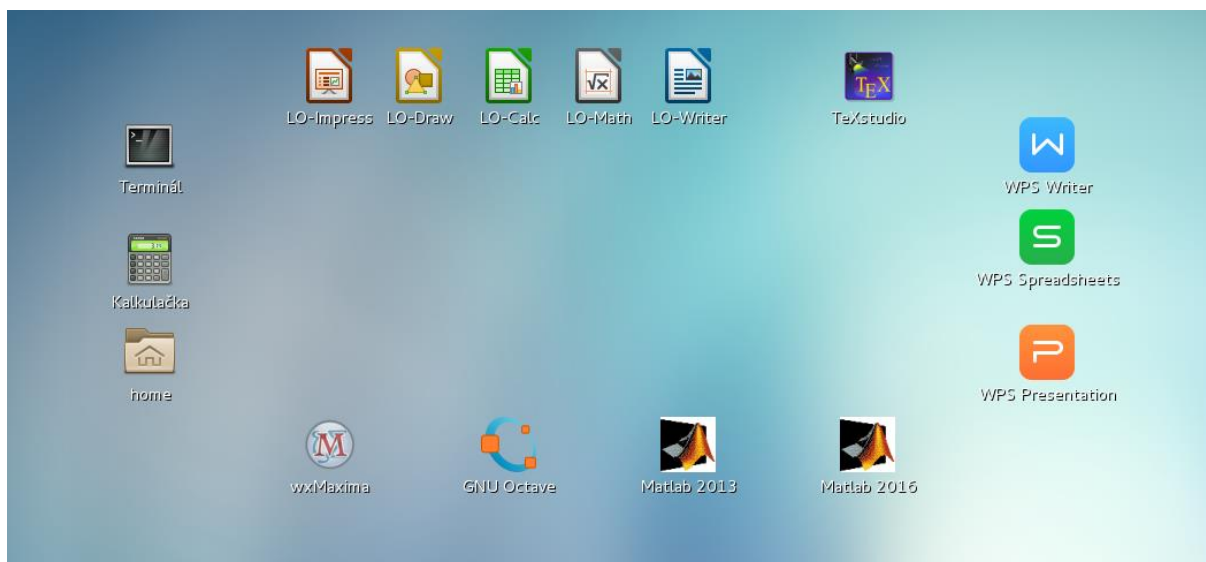 LO-Impress LO-Draw LO-Calc LO-Math LO-Writer TeXstudio
Terminál
WPS Writer
Kalkulačka
WPS Spreadsheets
home
WPS Presentation
wxMaxima GNU Octave Matlab 2013 Matlab 2016